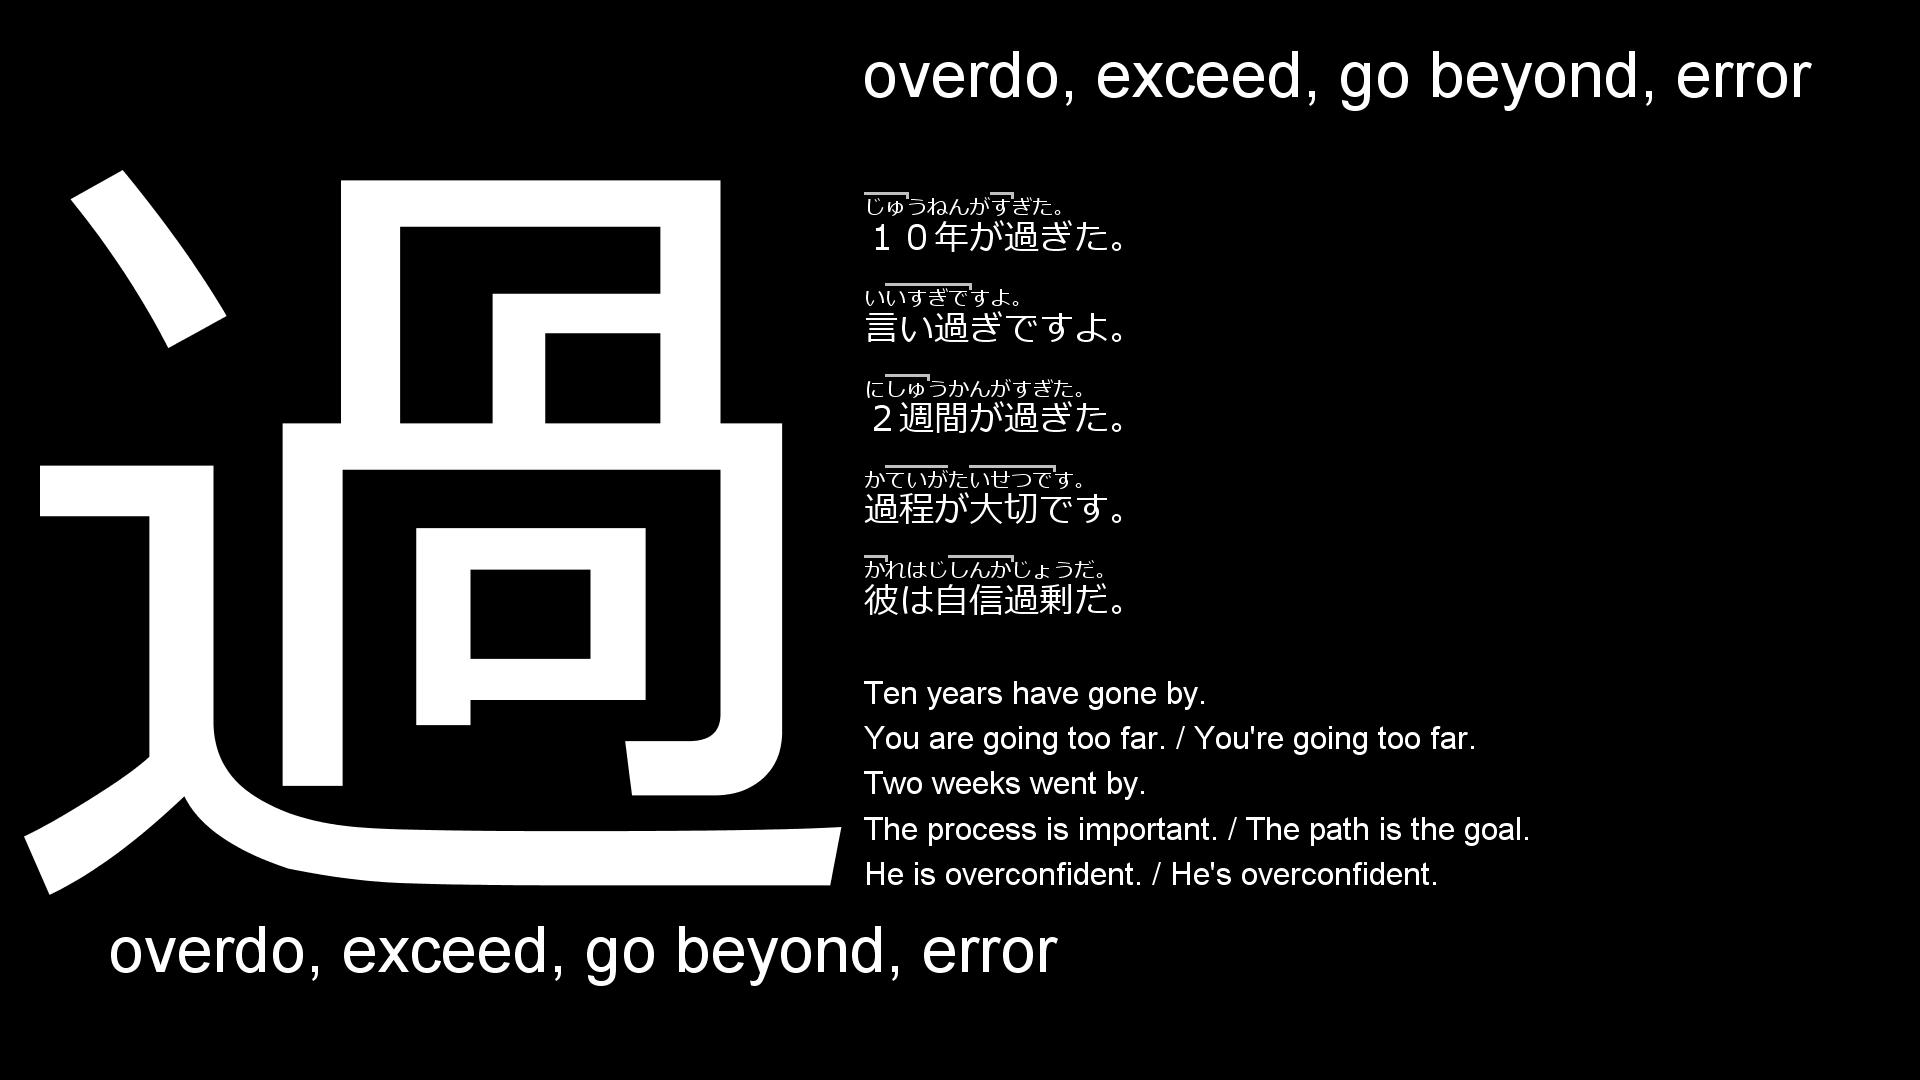 overdo, exceed, go beyond, error
過
じゅうねんがすぎた。
１０年が過ぎた。
いいすぎですよ。
言い過ぎですよ。
にしゅうかんがすぎた。
２週間が過ぎた。
かていがたいせつです。
過程が大切です。
かれはじしんかじょうだ。
彼は自信過剰だ。
Ten years have gone by.
You are going too far. / You're going too far.
Two weeks went by.
The process is important. / The path is the goal.
He is overconfident. / He's overconfident.
overdo, exceed, go beyond, error